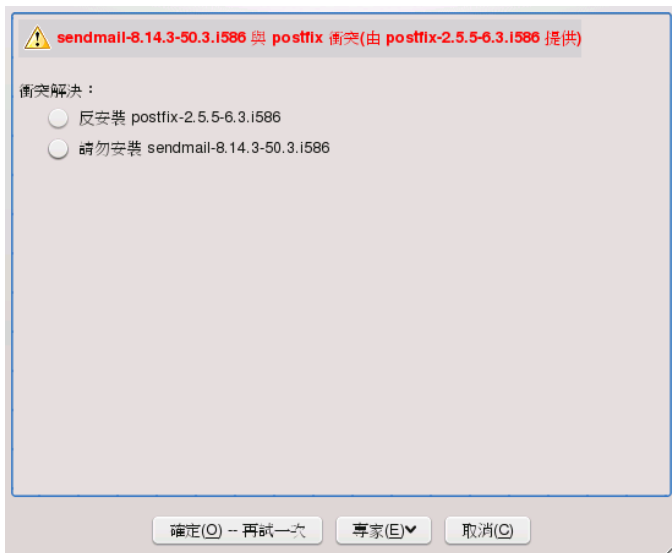 sendmail-8.14.3-50.3.i586 與 postfix 衝突(由 postfix-2.5.5-6.3.i586 提供)
衝突解決：
反安裝 postfix-2.5.5-6.3.i586
請勿安裝 sendmail-8.14.3-50.3.i586
確定(O) -- 再試一次 專家(E) 取消(C)